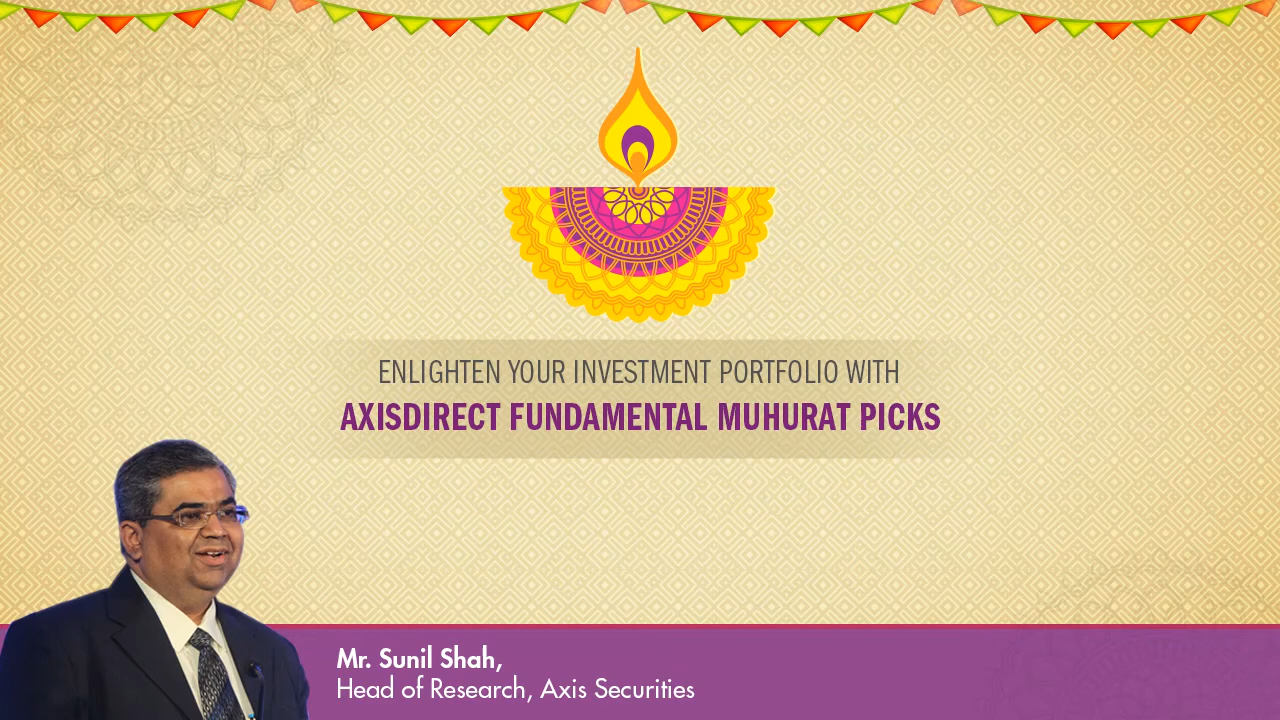 ENLIGHTEN YOUR INVESTMENT PORTFOLIO WITH
AXISDIRECT FUNDAMENTAL MUHURAT PICKS
Mr. Sunil Shah,
Head of Research, Axis Securities